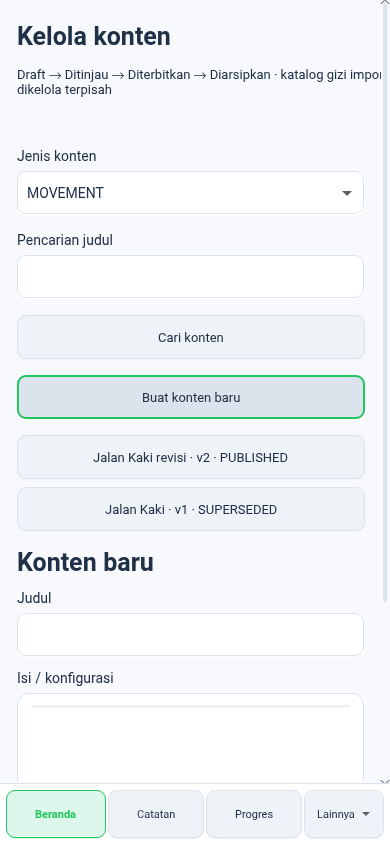 Kelola konten
Draft → Ditinjau → Diterbitkan → Diarsipkan · katalog gizi impor
dikelola terpisah
Jenis konten
MOVEMENT
Pencarian judul
Cari konten
Buat konten baru
Jalan Kaki revisi · v2 · PUBLISHED
Jalan Kaki · v1 · SUPERSEDED
Konten baru
Judul
Isi / konfigurasi
Beranda
Catatan
Progres
Lainnya